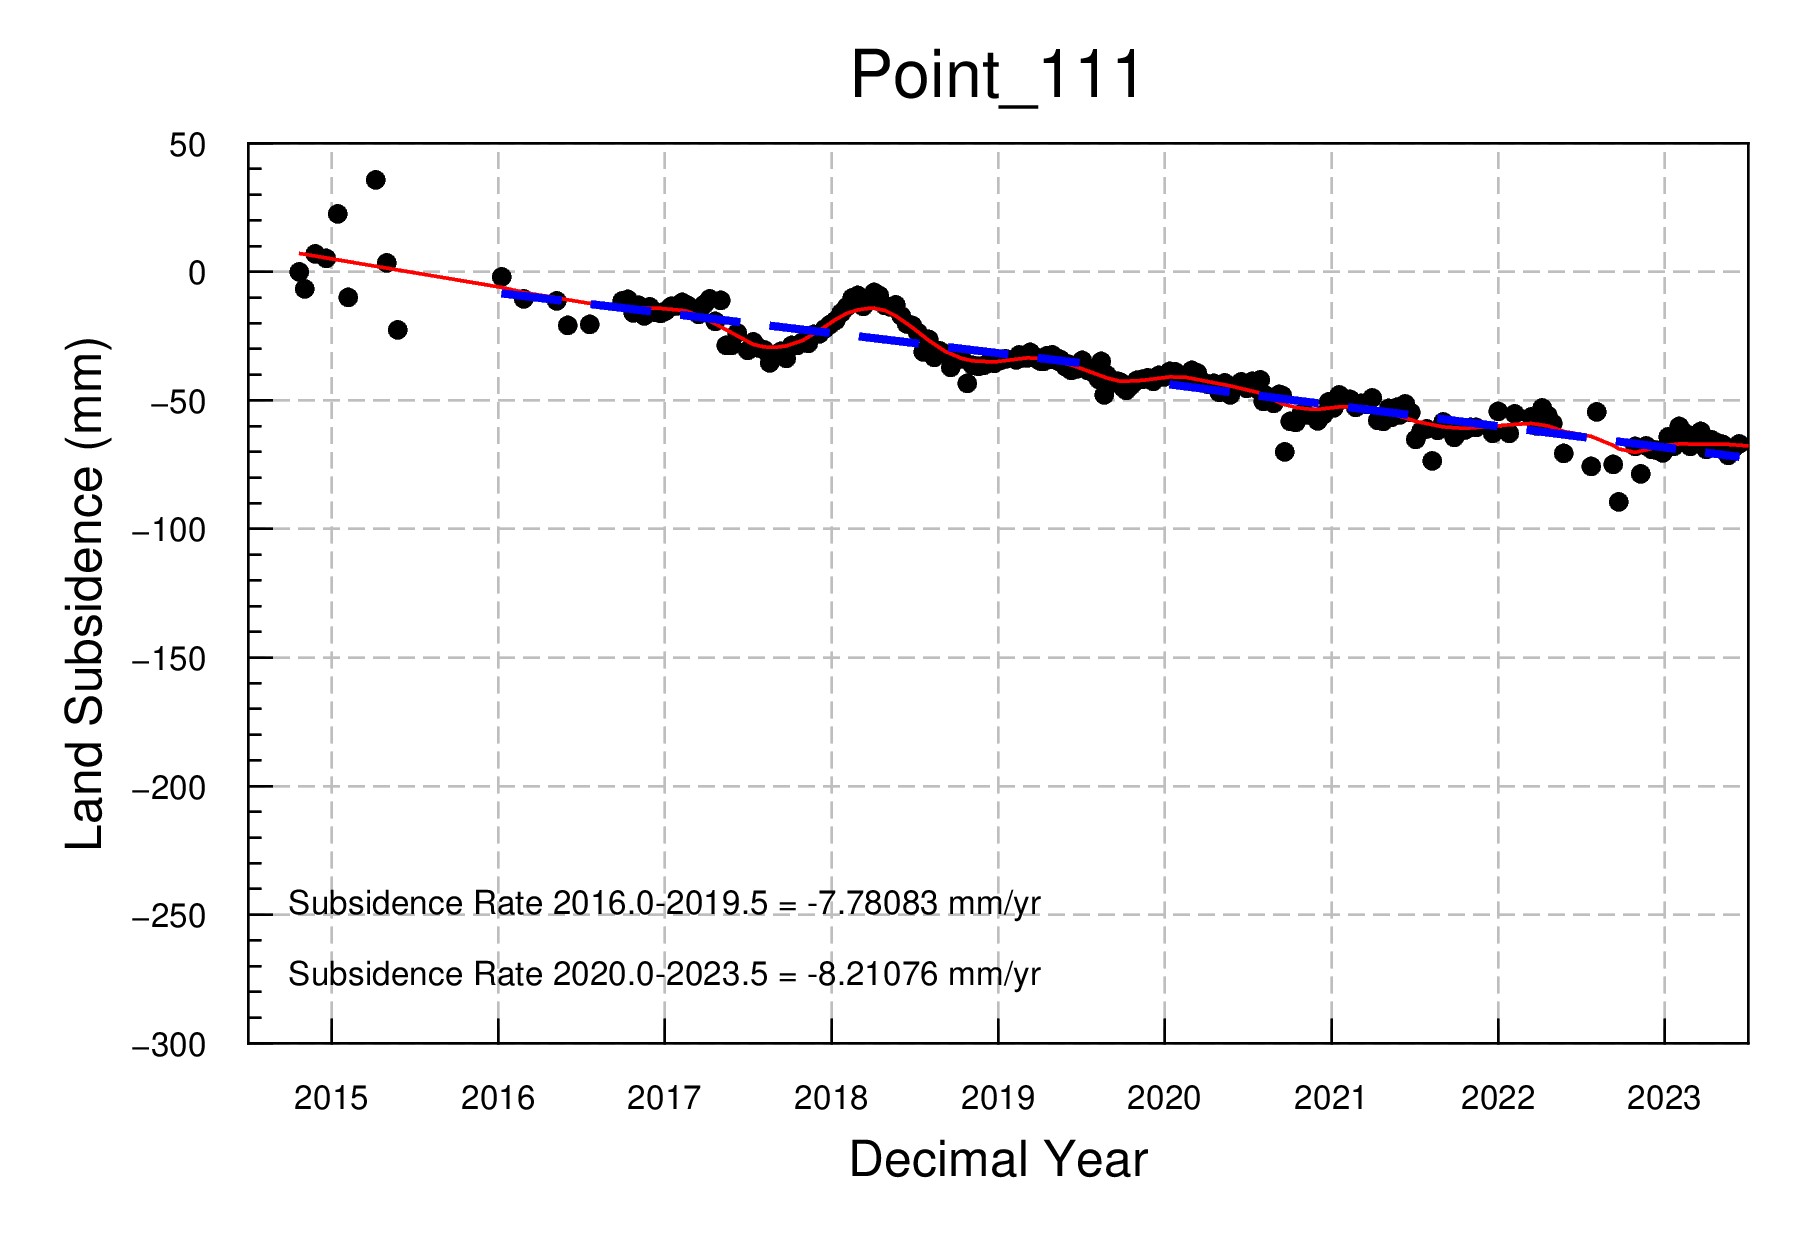 Point_111
50
0
−50
−100
−150
−200
−250
−300
Land Subsidence (mm)
Subsidence Rate 2016.0-2019.5 = -7.78083 mm/yr
Subsidence Rate 2020.0-2023.5 = -8.21076 mm/yr
2015 2016 2017 2018 2019 2020 2021 2022 2023
Decimal Year